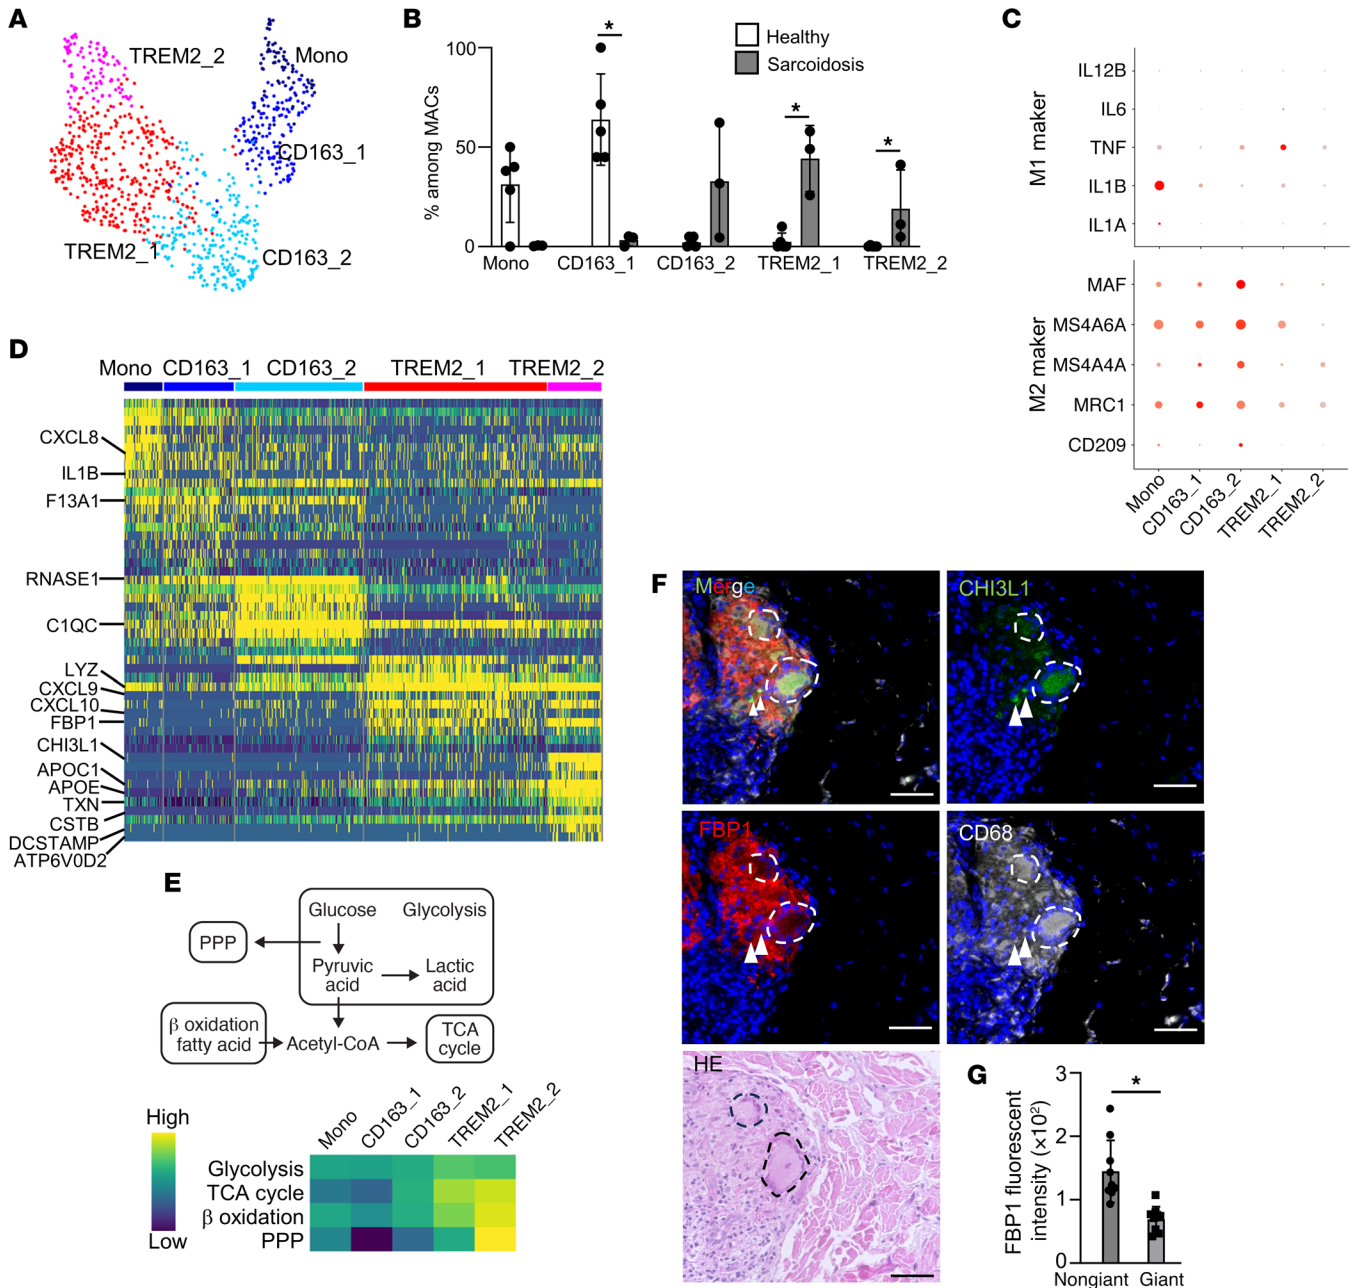 A
TREM2_2
Mono
CD163_1
TREM2_1
CD163_2
B
Healthy
Sarcoidosis
% among MACs
100
50
0
*
*
*
Mono
CD163_1
CD163_2
TREM2_1
TREM2_2
C
M1 maker
IL12B
IL6
TNF
IL1B
IL1A
M2 maker
MAF
MS4A6A
MS4A4A
MRC1
CD209
Mono
CD163_1
CD163_2
TREM2_1
TREM2_2
D
Mono
CD163_1
CD163_2
TREM2_1
TREM2_2
CXCL8
IL1B
F13A1
RNASE1
C1QC
LYZ
CXCL9
CXCL10
FBP1
CHI3L1
APOC1
APOE
TXN
CSTB
DCSTAMP
ATP6V0D2
E
Glucose
Glycolysis
PPP
Pyruvic
acid
Lactic
acid
β oxidation
fatty acid
Acetyl-CoA
TCA
cycle
High
Low
Mono
CD163_1
CD163_2
TREM2_1
TREM2_2
Glycolysis
TCA cycle
β oxidation
PPP
F
Merge
CHI3L1
FBP1
CD68
HE
G
FBP1 fluorescent
intensity (×10²)
3
2
1
0
*
Nongiant
Giant